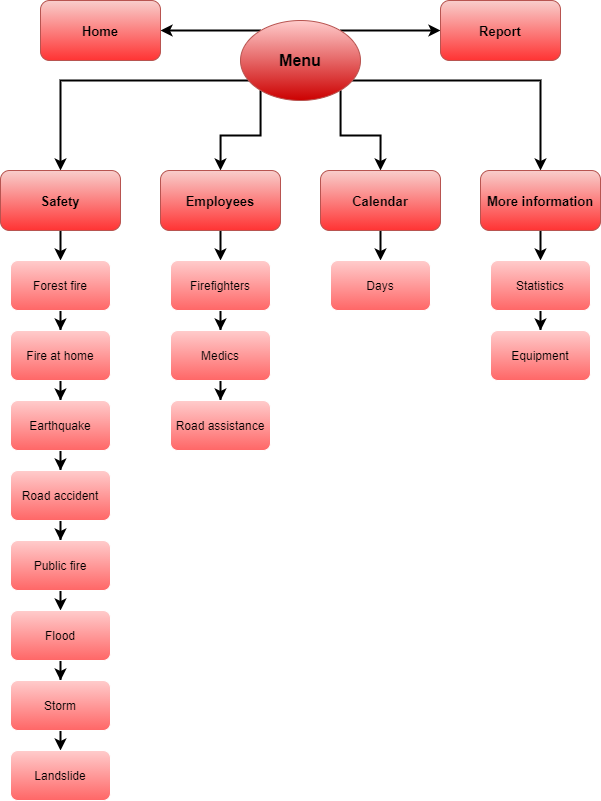 Home
Report
Menu
Safety
Employees
Calendar
More information
Forest fire
Firefighters
Days
Statistics
Fire at home
Medics
Equipment
Earthquake
Road assistance
Road accident
Public fire
Flood
Storm
Landslide